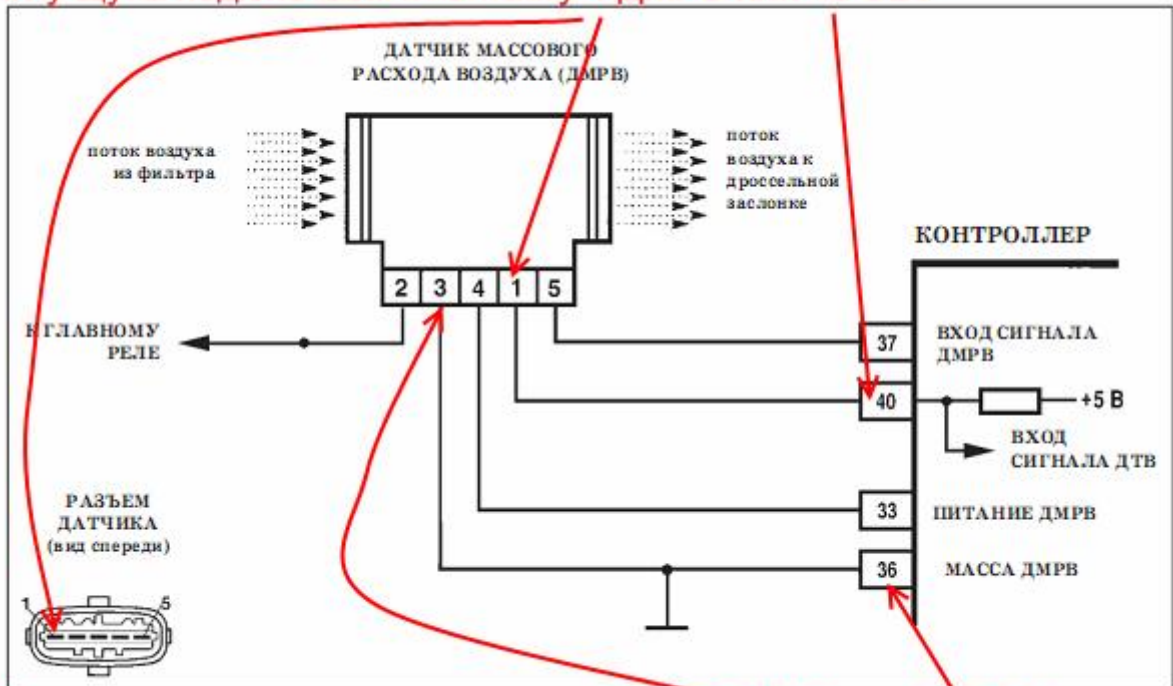 ДАТЧИК МАССОВОГО
РАСХОДА ВОЗДУХА (ДМРВ)
поток воздуха
из фильтра
поток
воздуха к
дроссельной
заслонке
КОНТРОЛЛЕР
2 3 4 1 5
К ГЛАВНОМУ
РЕЛЕ
37
ВХОД СИГНАЛА
ДМРВ
40
+5 В
ВХОД
СИГНАЛА ДТВ
33
ПИТАНИЕ ДМРВ
36
МАССА ДМРВ
РАЗЪЕМ
ДАТЧИКА
(вид спереди)
1 5